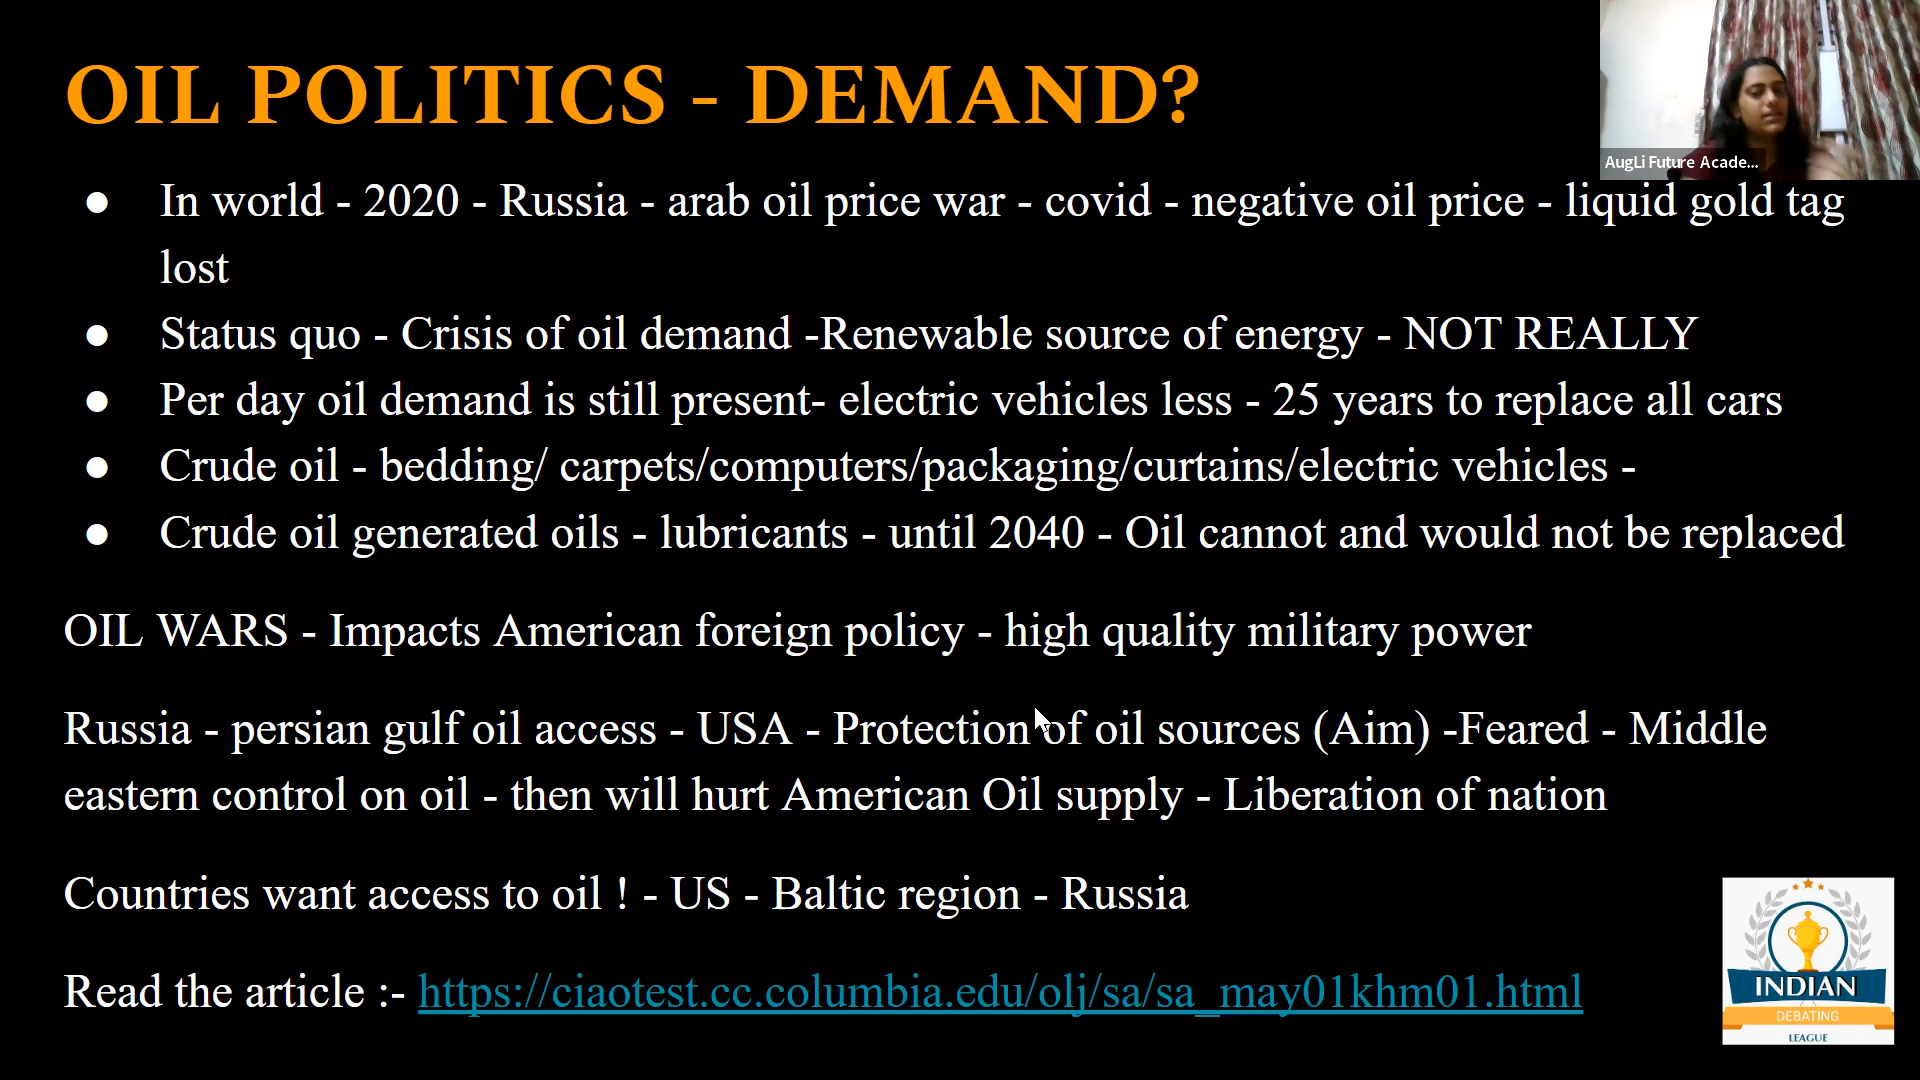 OIL POLITICS - DEMAND?
AugLi Future Acade...
● In world - 2020 - Russia - arab oil price war - covid - negative oil price - liquid gold tag
lost
● Status quo - Crisis of oil demand -Renewable source of energy - NOT REALLY
● Per day oil demand is still present- electric vehicles less - 25 years to replace all cars
● Crude oil - bedding/ carpets/computers/packaging/curtains/electric vehicles -
● Crude oil generated oils - lubricants - until 2040 - Oil cannot and would not be replaced
OIL WARS - Impacts American foreign policy - high quality military power
Russia - persian gulf oil access - USA - Protection of oil sources (Aim) -Feared - Middle
eastern control on oil - then will hurt American Oil supply - Liberation of nation
Countries want access to oil ! - US - Baltic region - Russia
Read the article :- https://ciaotest.cc.columbia.edu/olj/sa/sa_may01khm01.html
INDIAN
DEBATING
LEAGUE